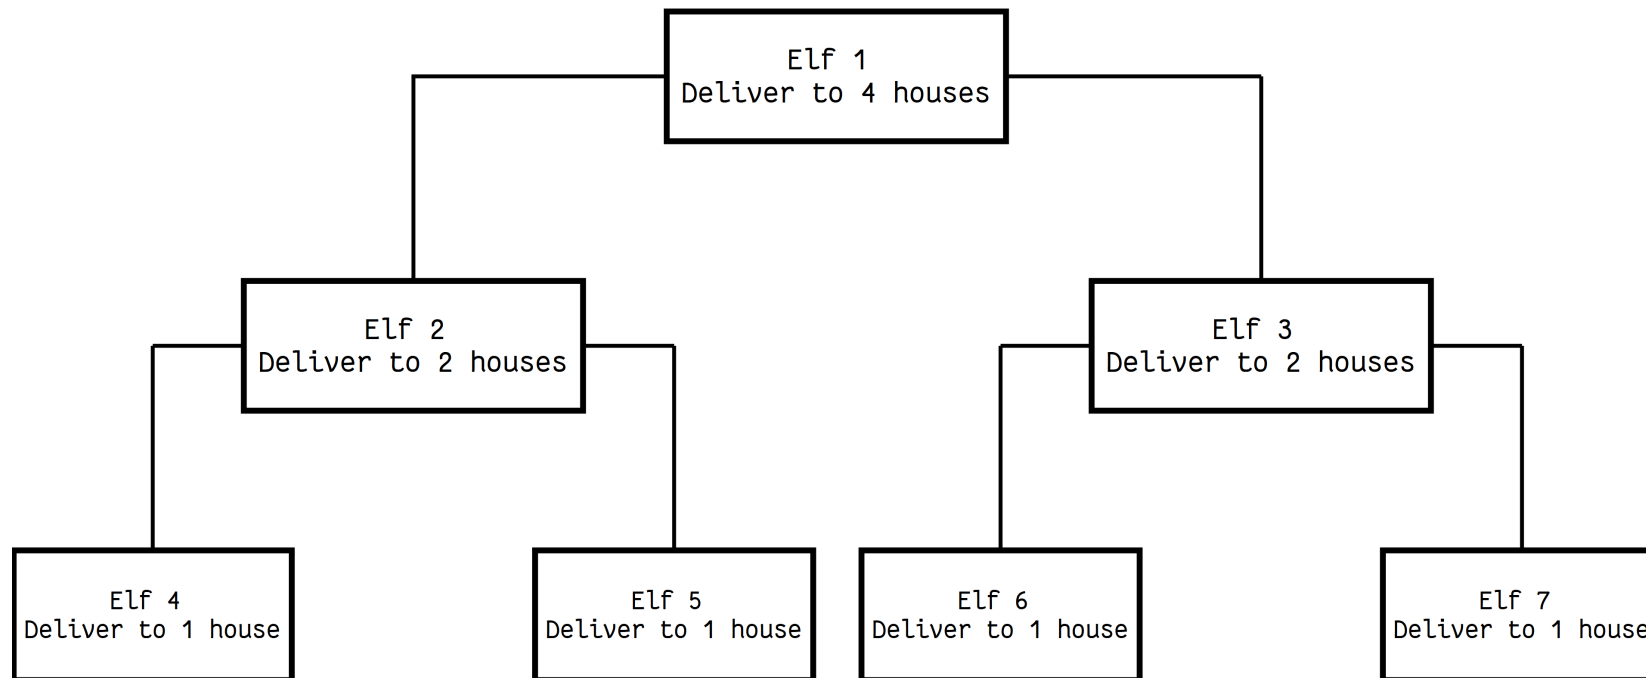 Elf 1
Deliver to 4 houses
Elf 2
Deliver to 2 houses
Elf 3
Deliver to 2 houses
Elf 4
Deliver to 1 house
Elf 5
Deliver to 1 house
Elf 6
Deliver to 1 house
Elf 7
Deliver to 1 house